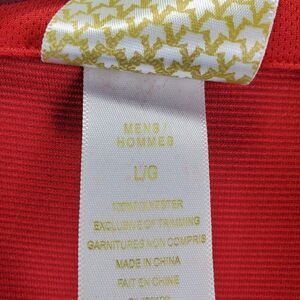 MENS /
HOMMES
L/G
100% POLYESTER
EXCLUSIVE OF TRIMMING
GARNITURES NON COMPRIS
MADE IN CHINA
FAIT EN CHINE